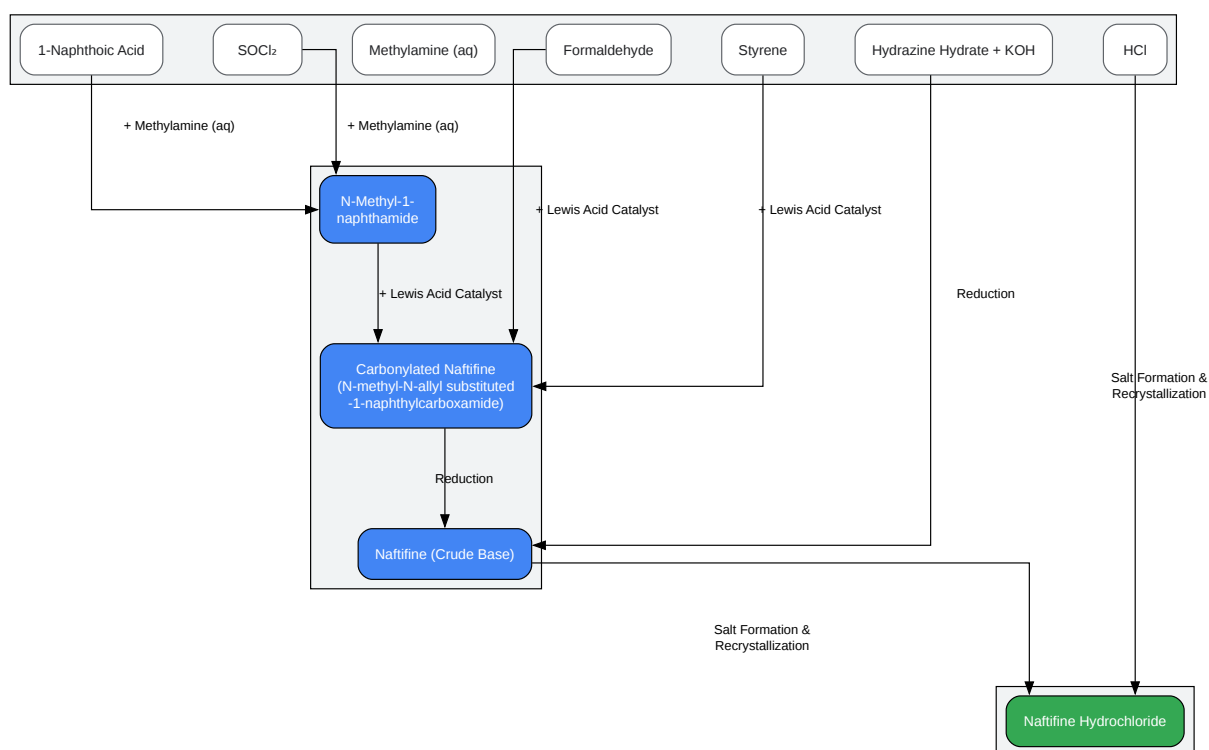 1-Naphthoic Acid
SOCl₂
Methylamine (aq)
Formaldehyde
Styrene
Hydrazine Hydrate + KOH
HCl
+ Methylamine (aq)
+ Methylamine (aq)
N-Methyl-1-
naphthamide
+ Lewis Acid Catalyst
+ Lewis Acid Catalyst
+ Lewis Acid Catalyst
Reduction
Carbonylated Naftifine
(N-methyl-N-allyl substituted
-1-naphthylcarboxamide)
Salt Formation &
Recrystallization
Reduction
Naftifine (Crude Base)
Salt Formation &
Recrystallization
Naftifine Hydrochloride